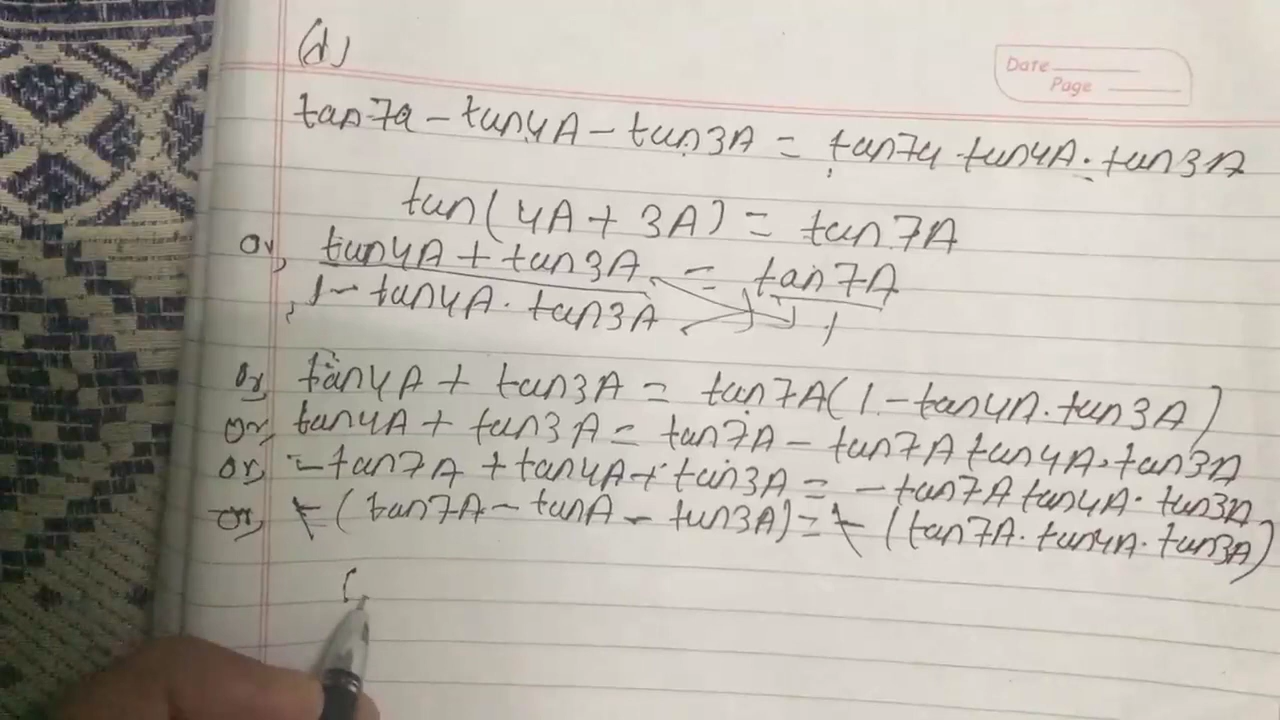 (d)
Date
Page
tan7a - tan4A - tan3A = tan7a . tan4A . tan3A
tan(4A + 3A) = tan7A
or, tan4A + tan3A / 1 - tan4A . tan3A = tan7A / 1
or, tan4A + tan3A = tan7A(1 - tan4A . tan3A)
or, tan4A + tan3A = tan7A - tan7A tan4A . tan3A
or, -tan7A + tan4A + tan3A = -tan7A tan4A . tan3A
or, -(tan7A - tanA - tan3A) = -(tan7A . tan4A . tan3A)